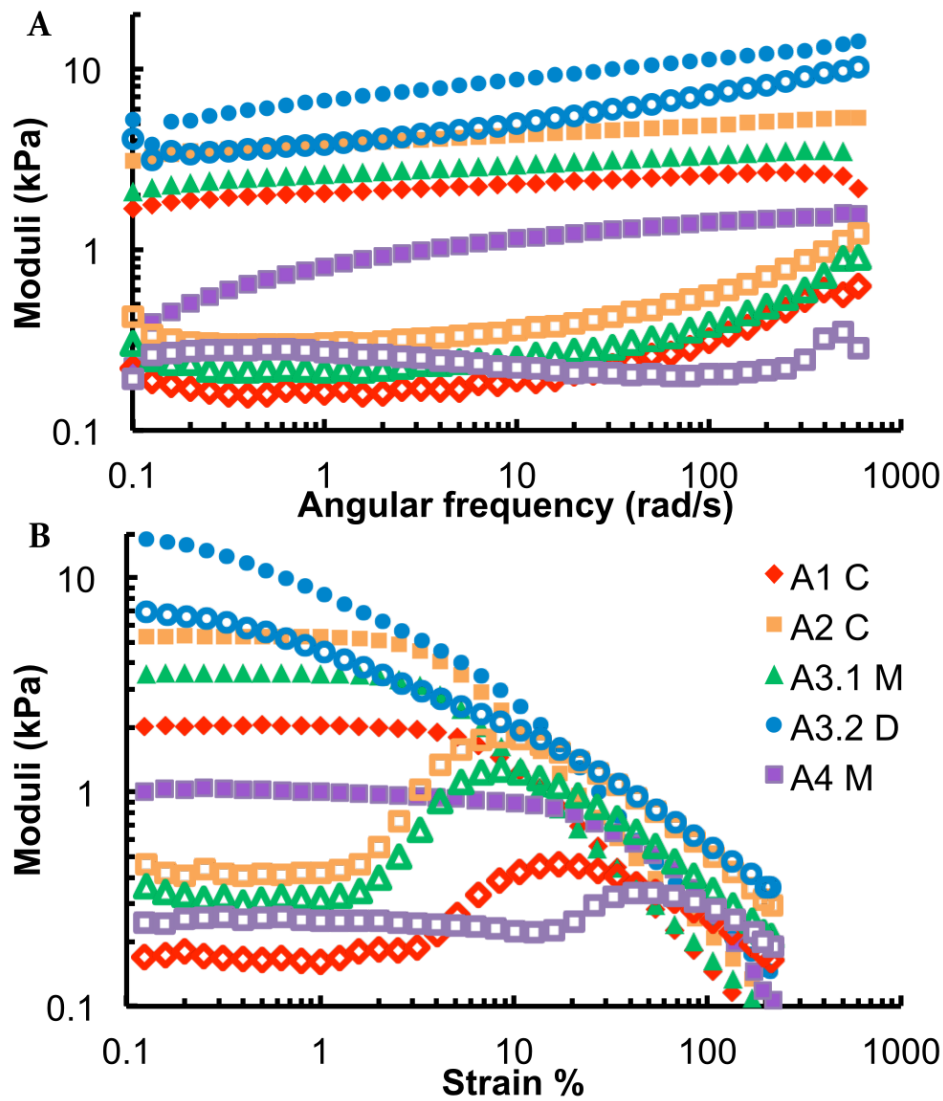 A
Moduli (kPa)
10
1
0.1
0.1 1 10 100 1000
Angular frequency (rad/s)
B
Moduli (kPa)
10
1
0.1
0.1 1 10 100 1000
Strain %
A1 C
A2 C
A3.1 M
A3.2 D
A4 M